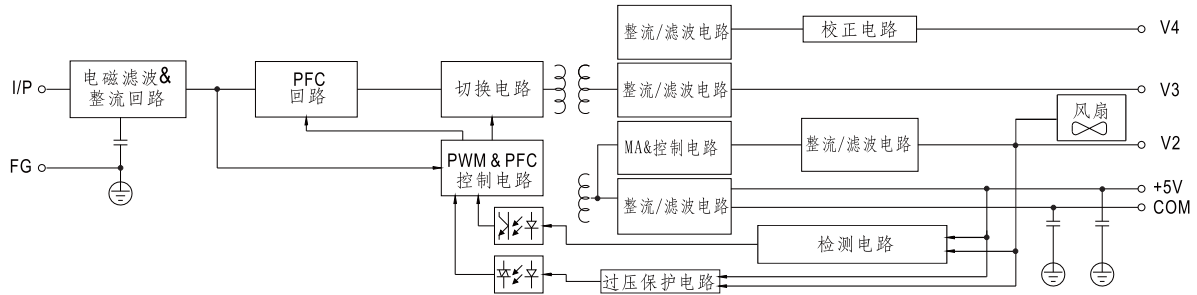 整流/滤波电路
校正电路
V4
I/P
电磁滤波&
整流回路
PFC
回路
切换电路
整流/滤波电路
V3
风扇
FG
PWM & PFC
控制电路
MA&控制电路
整流/滤波电路
V2
整流/滤波电路
+5V
COM
检测电路
过压保护电路